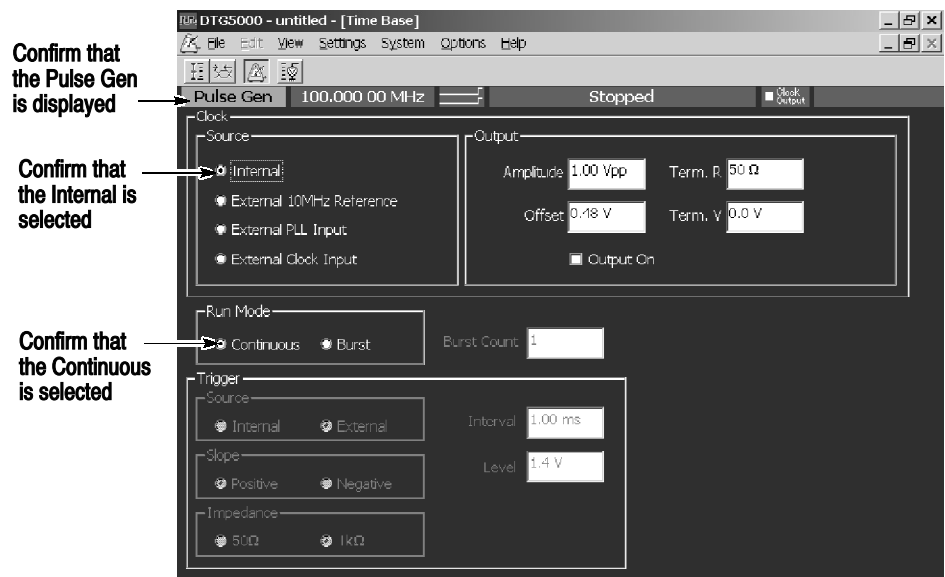 DTG5000 - untitled - [Time Base]
File Edit View Settings System Options Help
Confirm that
the Pulse Gen
is displayed
Pulse Gen 100.000 00 MHz Stopped Clock Output
Clock
Source
Confirm that
the Internal is
selected
Internal
External 10MHz Reference
External PLL Input
External Clock Input
Output
Amplitude 1.00 Vpp Term. R 50 Ω
Offset 0.48 V Term. V 0.0 V
Output On
Confirm that
the Continuous
is selected
Run Mode
Continuous Burst
Burst Count 1
Trigger
Source
Internal External
Interval 1.00 ms
Slope
Positive Negative
Level 1.4 V
Impedance
50Ω 1kΩ